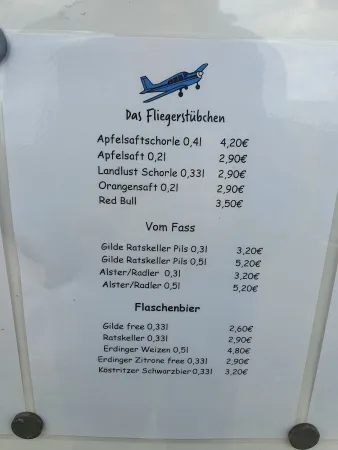 Das Fliegerstübchen
Apfelsaftschorle 0,4l 4,20€
Apfelsaft 0,2l 2,90€
Landlust Schorle 0,33l 2,90€
Orangensaft 0,2l 2,90€
Red Bull 3,50€
Vom Fass
Gilde Ratskeller Pils 0,3l 3,20€
Gilde Ratskeller Pils 0,5l 5,20€
Alster/Radler 0,3l 3,20€
Alster/Radler 0,5l 5,20€
Flaschenbier
Gilde free 0,33l 2,60€
Ratskeller 0,33l 2,90€
Erdinger Weizen 0,5l 4,80€
Erdinger Zitrone free 0,33l 2,90€
Köstritzer Schwarzbier 0,33l 3,20€